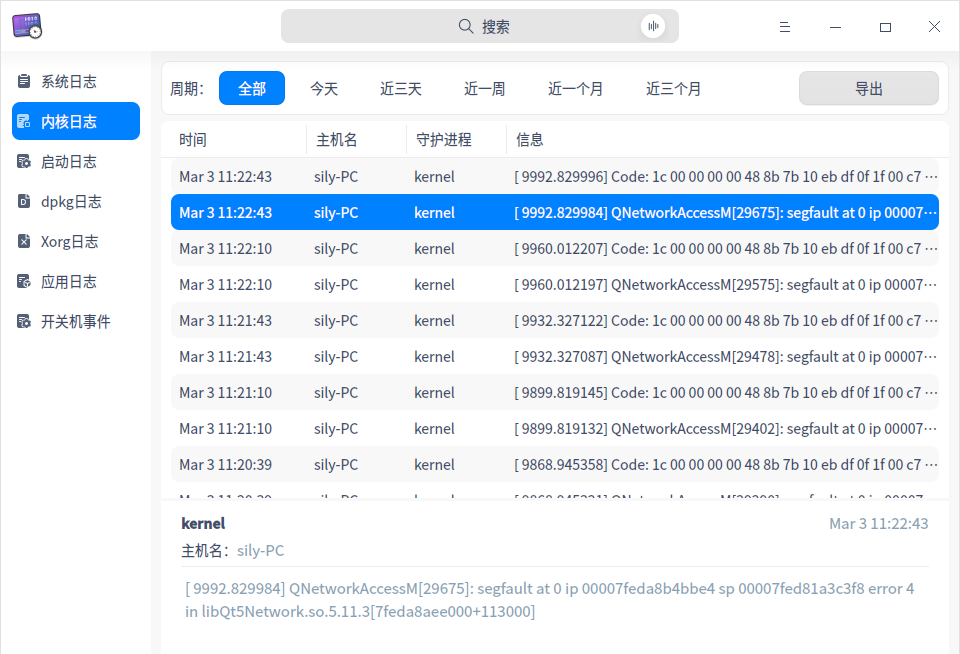 搜索
系统日志
内核日志
启动日志
dpkg日志
Xorg日志
应用日志
开关机事件
周期： 全部 今天 近三天 近一周 近一个月 近三个月 导出
时间 主机名 守护进程 信息
Mar 3 11:22:43 sily-PC kernel [ 9992.829996] Code: 1c 00 00 00 00 48 8b 7b 10 eb df 0f 1f 00 c7 ···
Mar 3 11:22:43 sily-PC kernel [ 9992.829984] QNetworkAccessM[29675]: segfault at 0 ip 00007···
Mar 3 11:22:10 sily-PC kernel [ 9960.012207] Code: 1c 00 00 00 00 48 8b 7b 10 eb df 0f 1f 00 c7 ···
Mar 3 11:22:10 sily-PC kernel [ 9960.012197] QNetworkAccessM[29575]: segfault at 0 ip 00007···
Mar 3 11:21:43 sily-PC kernel [ 9932.327122] Code: 1c 00 00 00 00 48 8b 7b 10 eb df 0f 1f 00 c7 ···
Mar 3 11:21:43 sily-PC kernel [ 9932.327087] QNetworkAccessM[29478]: segfault at 0 ip 00007···
Mar 3 11:21:10 sily-PC kernel [ 9899.819145] Code: 1c 00 00 00 00 48 8b 7b 10 eb df 0f 1f 00 c7 ···
Mar 3 11:21:10 sily-PC kernel [ 9899.819132] QNetworkAccessM[29402]: segfault at 0 ip 00007···
Mar 3 11:20:39 sily-PC kernel [ 9868.945358] Code: 1c 00 00 00 00 48 8b 7b 10 eb df 0f 1f 00 c7 ···
kernel Mar 3 11:22:43
主机名： sily-PC
[ 9992.829984] QNetworkAccessM[29675]: segfault at 0 ip 00007feda8b4bbe4 sp 00007fed81a3c3f8 error 4
in libQt5Network.so.5.11.3[7feda8aee000+113000]